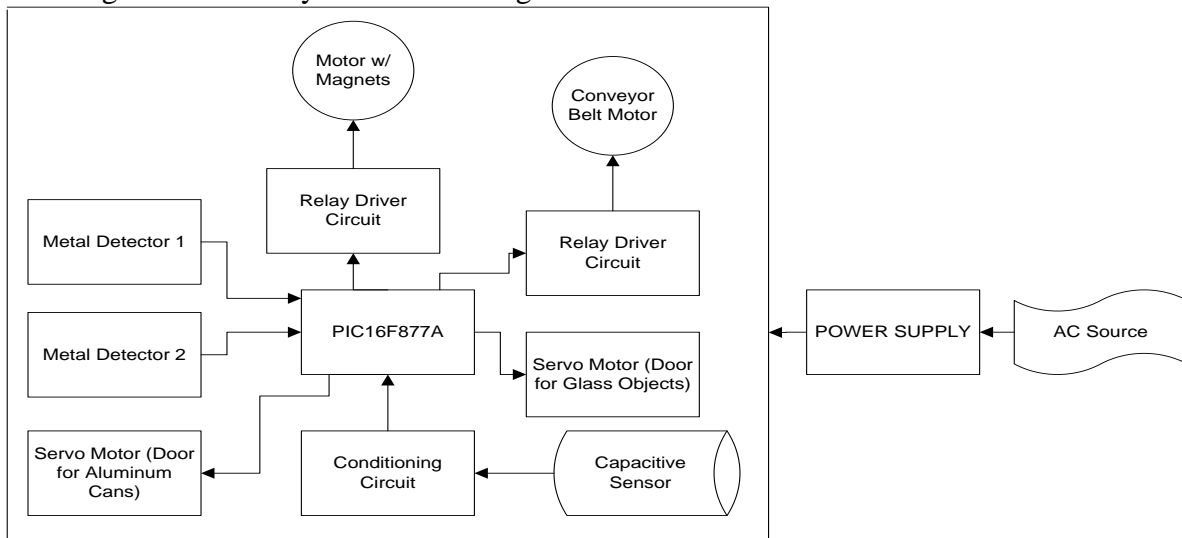 Motor w/
Magnets
Conveyor
Belt Motor
Relay Driver
Circuit
Metal Detector 1
Relay Driver
Circuit
PIC16F877A
POWER SUPPLY
AC Source
Metal Detector 2
Servo Motor (Door
for Glass Objects)
Servo Motor (Door
for Aluminum
Cans)
Conditioning
Circuit
Capacitive
Sensor